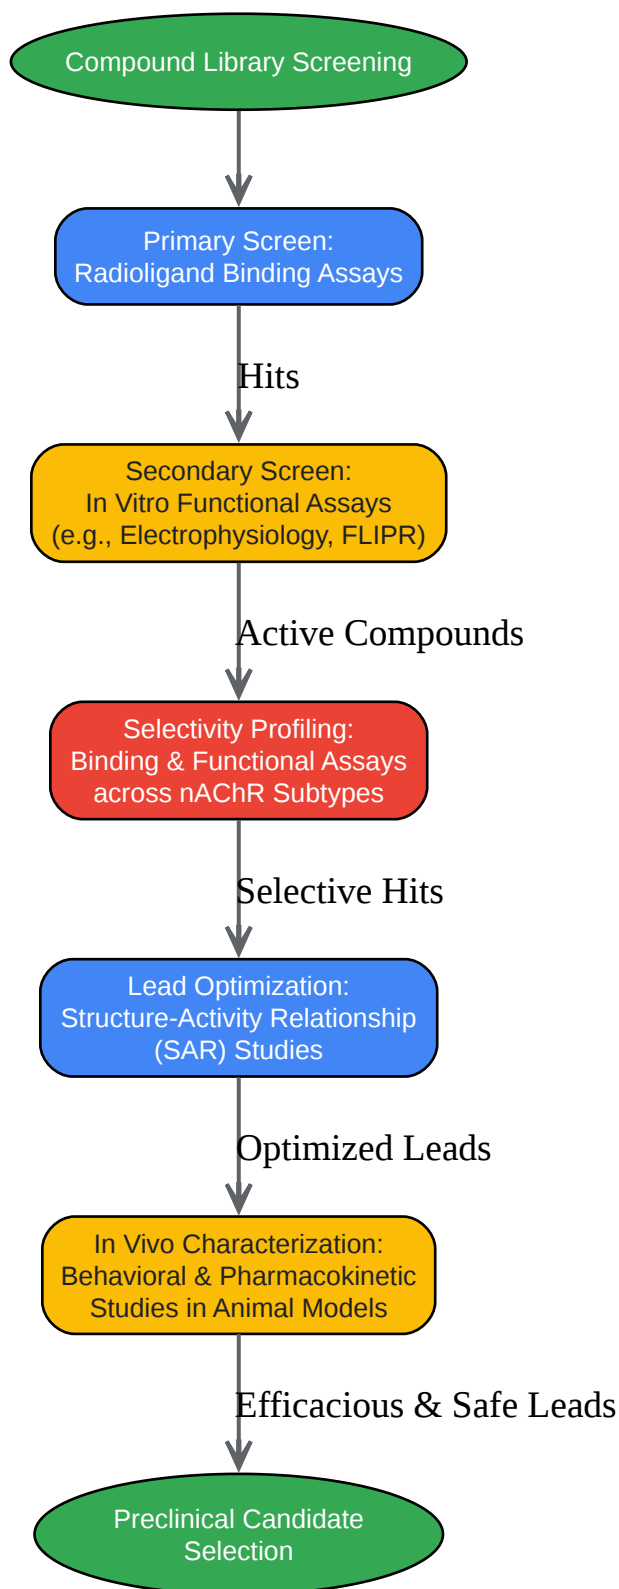 Compound Library Screening
Primary Screen:
Radioligand Binding Assays
Hits
Secondary Screen:
In Vitro Functional Assays
(e.g., Electrophysiology, FLIPR)
Active Compounds
Selectivity Profiling:
Binding & Functional Assays
across nAChR Subtypes
Selective Hits
Lead Optimization:
Structure-Activity Relationship
(SAR) Studies
Optimized Leads
In Vivo Characterization:
Behavioral & Pharmacokinetic
Studies in Animal Models
Efficacious & Safe Leads
Preclinical Candidate
Selection